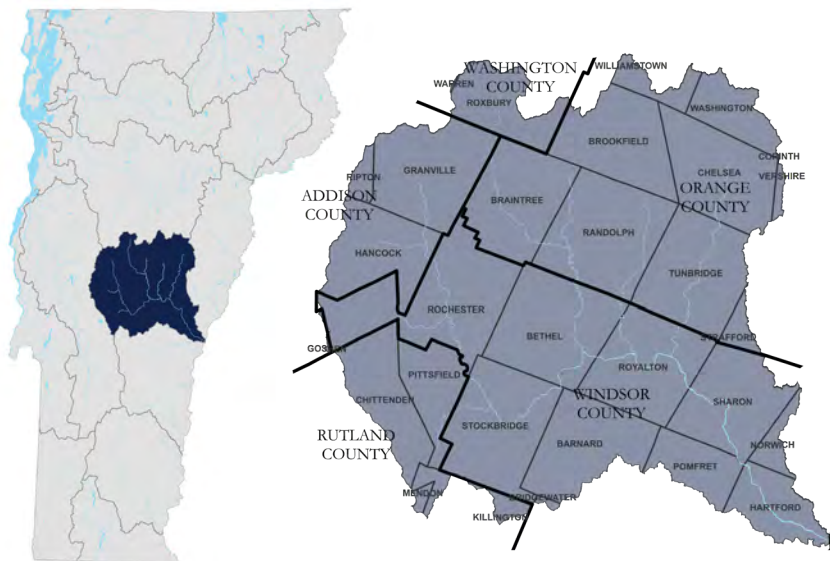 WILLIAMSTOWN
WASHINGTON
COUNTY
WARREN
ROXBURY
WASHINGTON
BROOKFIELD
CORINTH
VERSHIRE
CHELSEA
ORANGE
COUNTY
GRANVILLE
RIPTON
ADDISON
COUNTY
BRAINTREE
RANDOLPH
HANCOCK
TUNBRIDGE
ROCHESTER
BETHEL
STRAFFORD
GOSHEN
PITTSFIELD
ROYALTON
CHITTENDEN
WINDSOR
COUNTY
SHARON
STOCKBRIDGE
RUTLAND
COUNTY
BARNARD
NORWICH
POMFRET
MENDON
BRIDGEWATER
HARTFORD
KILLINGTON